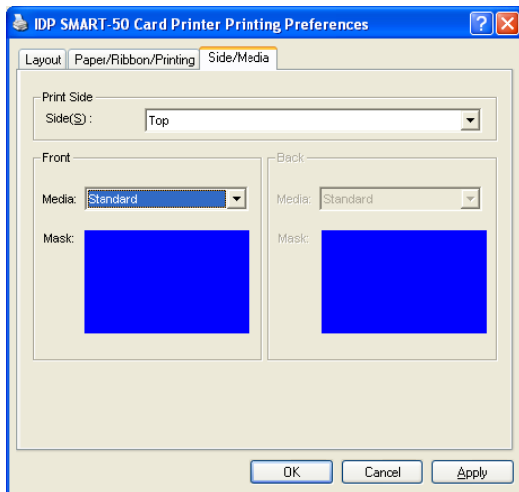 IDP SMART-50 Card Printer Printing Preferences
Layout Paper/Ribbon/Printing Side/Media
Print Side
Side(S) : Top
Front
Media: Standard
Mask:
Back
Media: Standard
Mask:
OK Cancel Apply